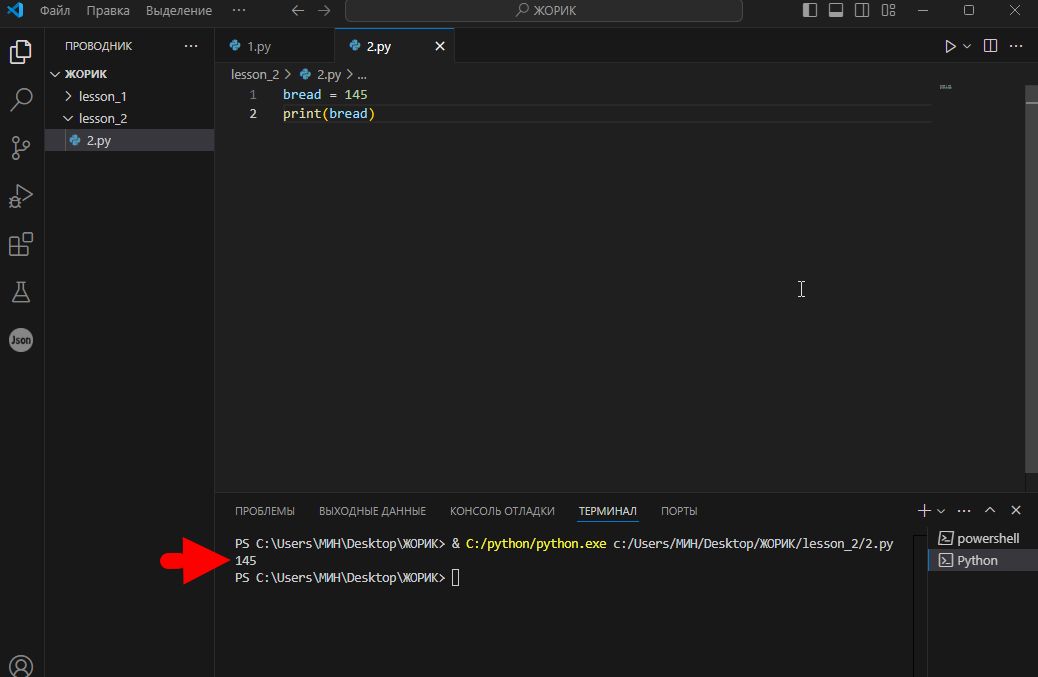 Файл Правка Выделение ··· ЖОРИК
ПРОВОДНИК ···
ЖОРИК
lesson_1
lesson_2
2.py
1.py 2.py
lesson_2 > 2.py > ...
1 bread = 145
2 print(bread)
Json
ПРОБЛЕМЫ ВЫХОДНЫЕ ДАННЫЕ КОНСОЛЬ ОТЛАДКИ ТЕРМИНАЛ ПОРТЫ
PS C:\Users\МИН\Desktop\ЖОРИК> & C:/python/python.exe c:/Users/МИН/Desktop/ЖОРИК/lesson_2/2.py
145
PS C:\Users\МИН\Desktop\ЖОРИК>
powershell
Python